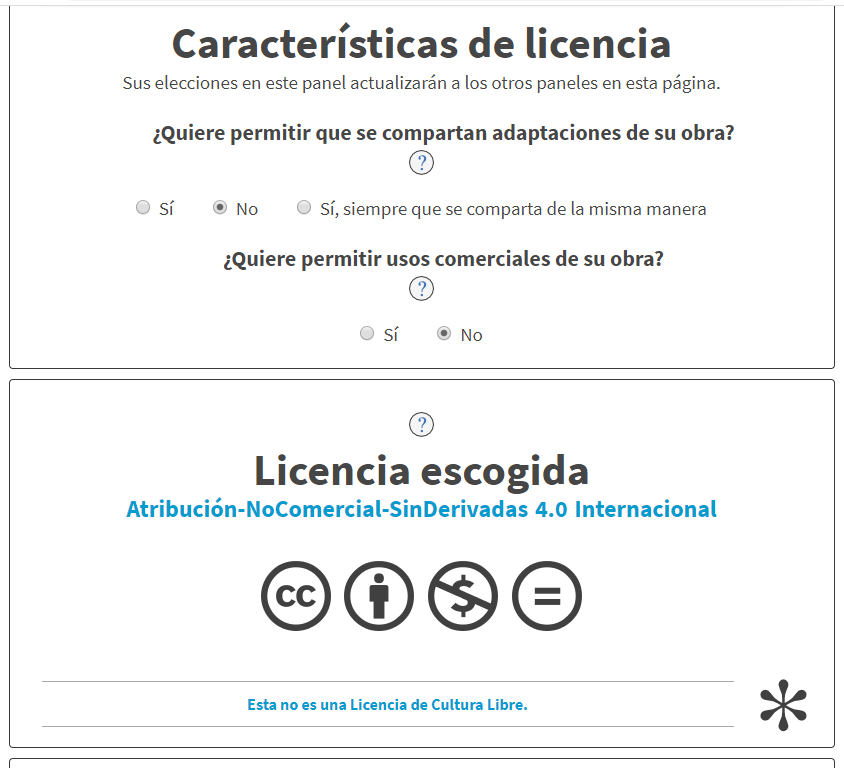 Características de licencia
Sus elecciones en este panel actualizarán a los otros paneles en esta página.
¿Quiere permitir que se compartan adaptaciones de su obra?
?
Sí No Sí, siempre que se comparta de la misma manera
¿Quiere permitir usos comerciales de su obra?
?
Sí No
?
Licencia escogida
Atribución-NoComercial-SinDerivadas 4.0 Internacional
cc $ =
Esta no es una Licencia de Cultura Libre.